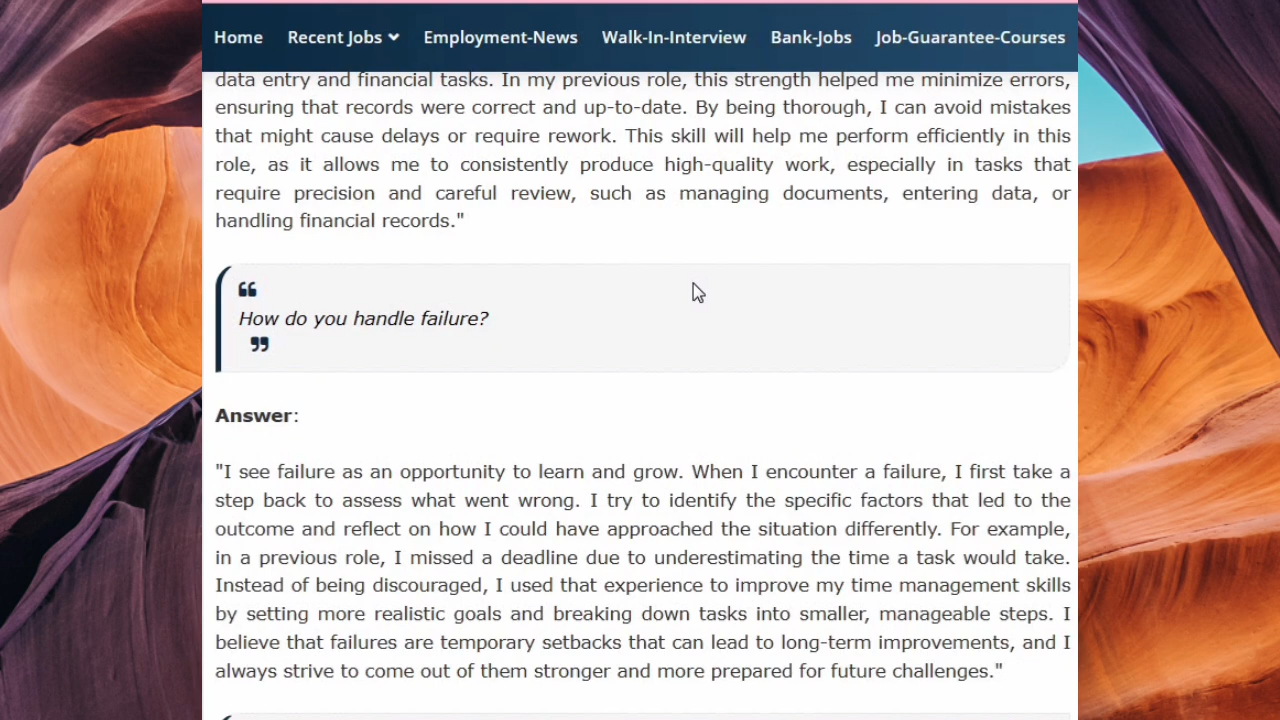 Home Recent Jobs Employment-News Walk-In-Interview Bank-Jobs Job-Guarantee-Courses
data entry and financial tasks. In my previous role, this strength helped me minimize errors,
ensuring that records were correct and up-to-date. By being thorough, I can avoid mistakes
that might cause delays or require rework. This skill will help me perform efficiently in this
role, as it allows me to consistently produce high-quality work, especially in tasks that
require precision and careful review, such as managing documents, entering data, or
handling financial records."
“
How do you handle failure?
”
Answer:
"I see failure as an opportunity to learn and grow. When I encounter a failure, I first take a
step back to assess what went wrong. I try to identify the specific factors that led to the
outcome and reflect on how I could have approached the situation differently. For example,
in a previous role, I missed a deadline due to underestimating the time a task would take.
Instead of being discouraged, I used that experience to improve my time management skills
by setting more realistic goals and breaking down tasks into smaller, manageable steps. I
believe that failures are temporary setbacks that can lead to long-term improvements, and I
always strive to come out of them stronger and more prepared for future challenges."